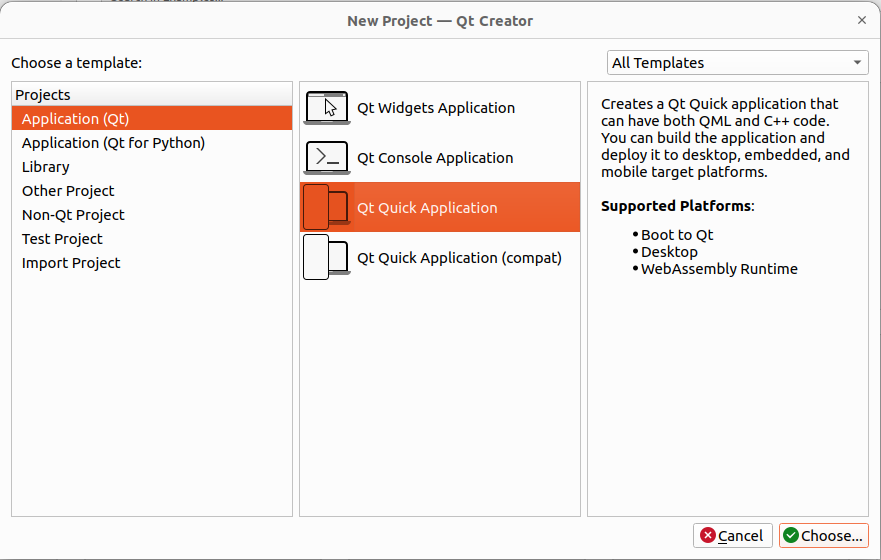 New Project — Qt Creator
×
Choose a template:
All Templates
Projects
Application (Qt)
Application (Qt for Python)
Library
Other Project
Non-Qt Project
Test Project
Import Project
Qt Widgets Application
Qt Console Application
Qt Quick Application
Qt Quick Application (compat)
Creates a Qt Quick application that
can have both QML and C++ code.
You can build the application and
deploy it to desktop, embedded, and
mobile target platforms.
Supported Platforms:
• Boot to Qt
• Desktop
• WebAssembly Runtime
Cancel
Choose...